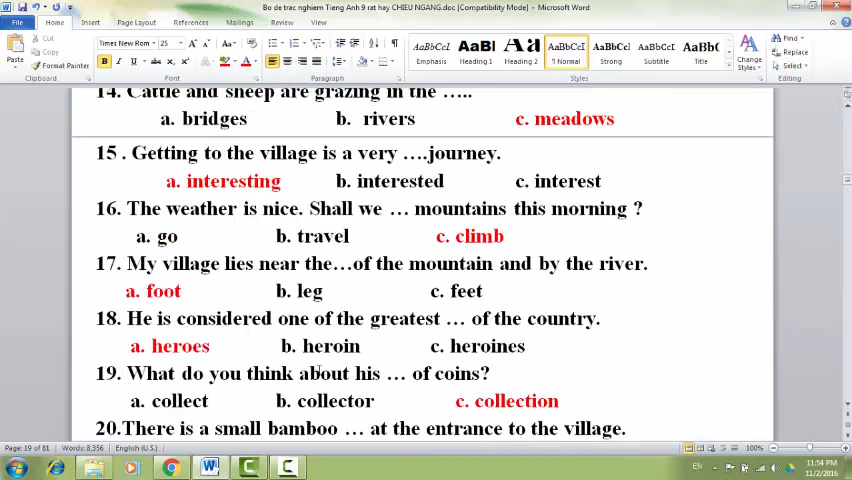 Bo de trac nghiem Tieng Anh 9 rat hay CHIEU NGANG.doc [Compatibility Mode] - Microsoft Word
File Home Insert Page Layout References Mailings Review View
Cut
Copy
Paste
Format Painter
Clipboard
Times New Rom 25
Font
Paragraph
AaBbCcI AaBl AaB AaBbCcI AaBbCcI AaBbCcI AaBbC
Emphasis Heading 1 Heading 2 ¶ Normal Strong Subtitle Title
Styles
Change Styles
Find
Replace
Select
Editing
14. Cattle and sheep are grazing in the …..
a. bridges b. rivers c. meadows
15 . Getting to the village is a very ….journey.
a. interesting b. interested c. interest
16. The weather is nice. Shall we … mountains this morning ?
a. go b. travel c. climb
17. My village lies near the…of the mountain and by the river.
a. foot b. leg c. feet
18. He is considered one of the greatest … of the country.
a. heroes b. heroin c. heroines
19. What do you think about his … of coins?
a. collect b. collector c. collection
20.There is a small bamboo … at the entrance to the village.
Page: 19 of 81 Words: 8,356 English (U.S.) 100%
EN 11:54 PM
11/2/2016